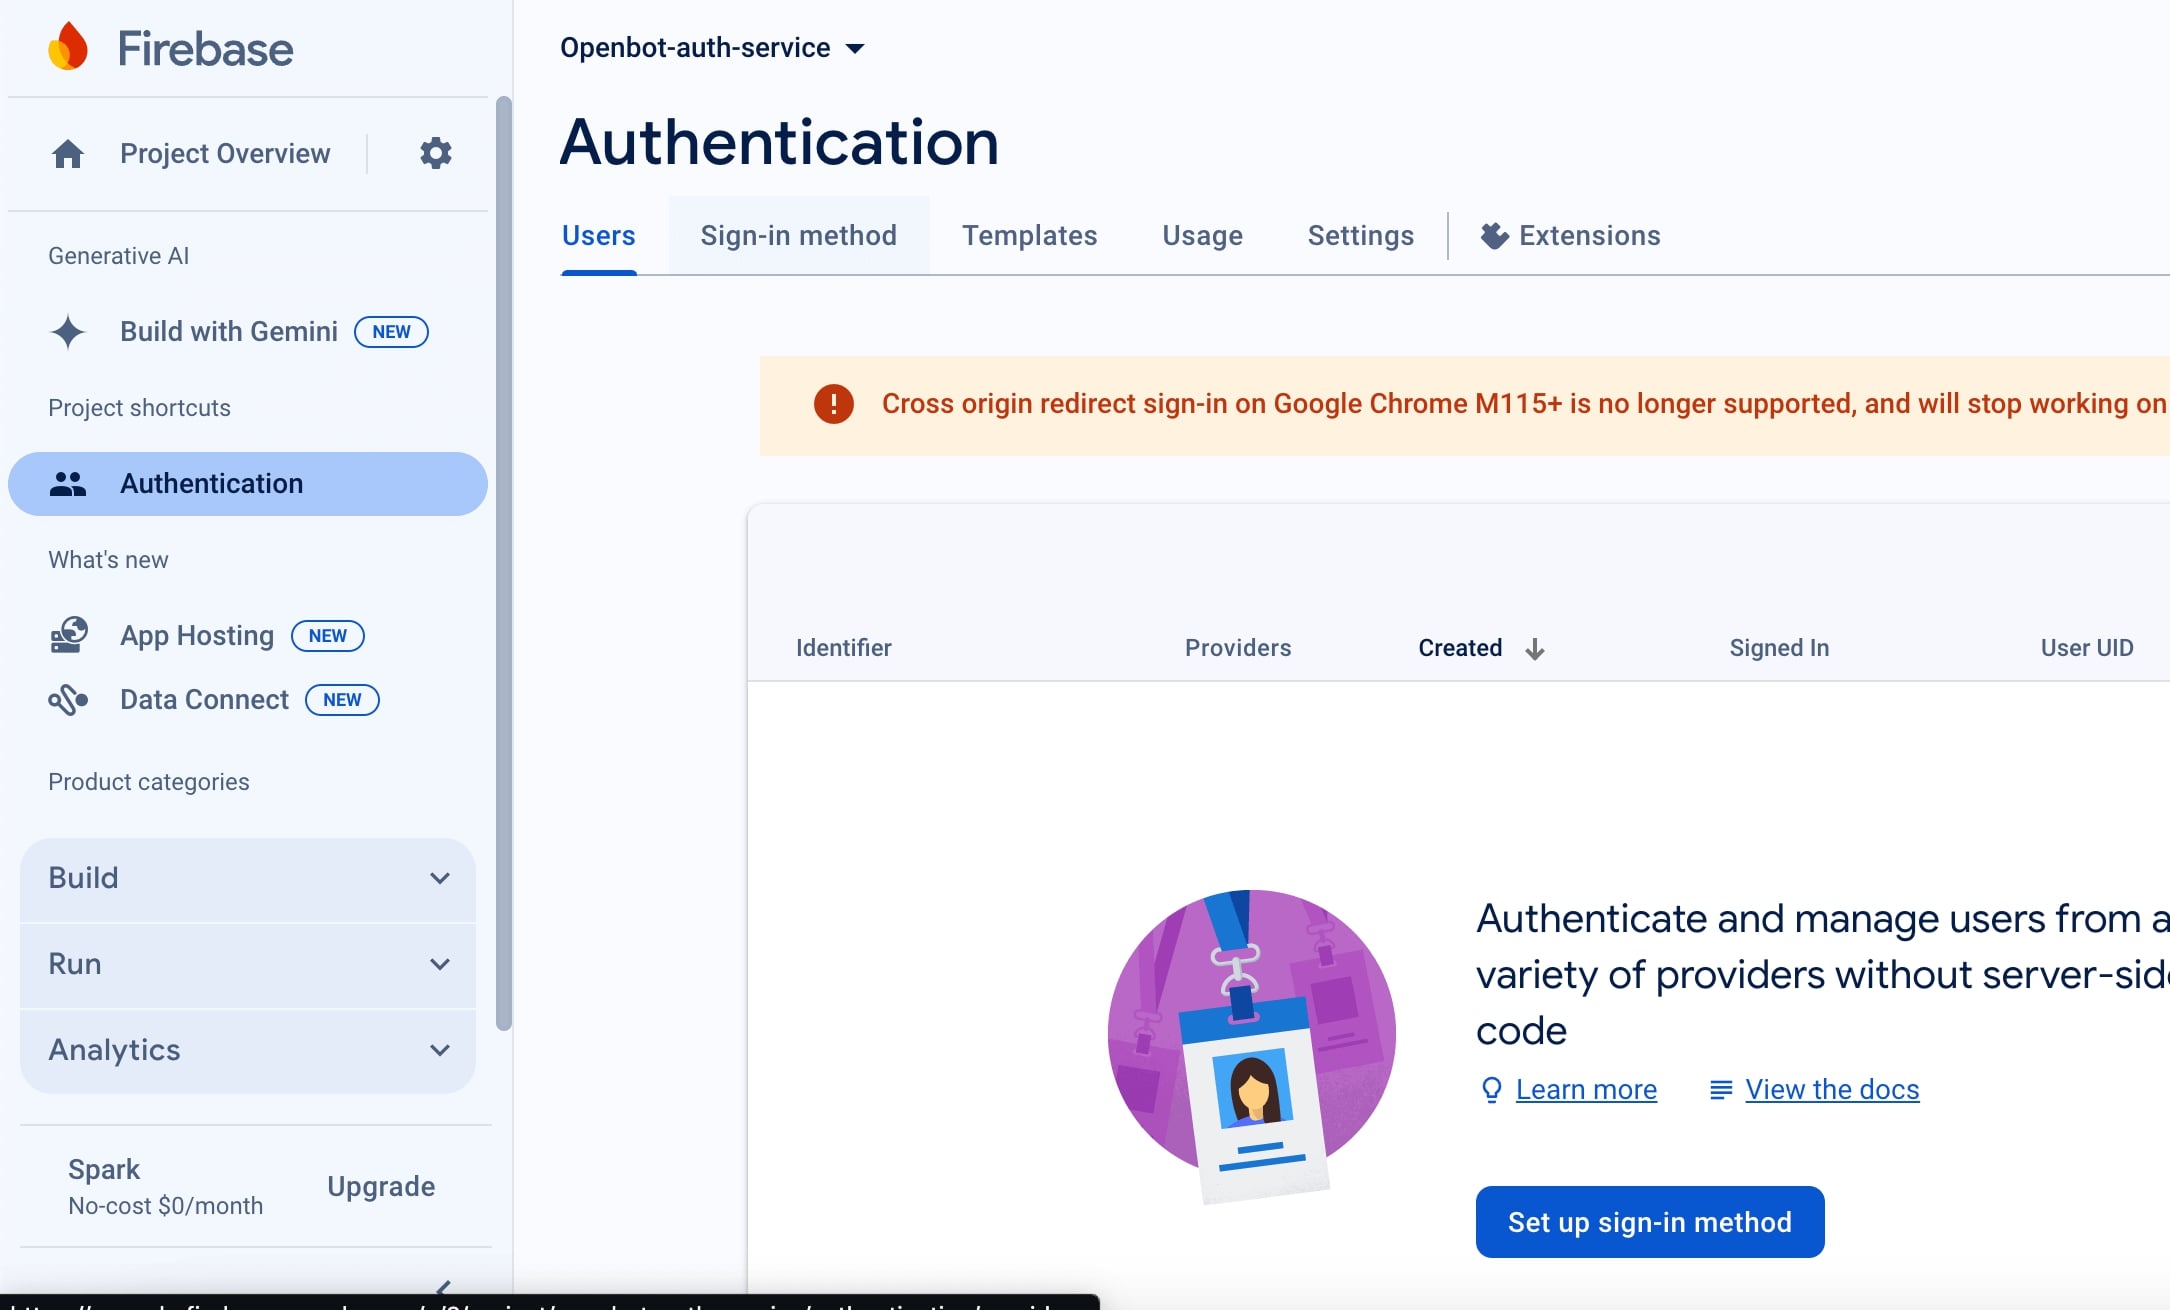 Firebase
Openbot-auth-service
Authentication
Project Overview
Users
Sign-in method
Templates
Usage
Settings
Extensions
Generative AI
Build with Gemini NEW
Project shortcuts
Authentication
What's new
App Hosting NEW
Data Connect NEW
Product categories
Build
Run
Analytics
Spark
No-cost $0/month
Upgrade
Cross origin redirect sign-in on Google Chrome M115+ is no longer supported, and will stop working on
Identifier
Providers
Created
Signed In
User UID
Authenticate and manage users from a
variety of providers without server-side
code
Learn more
View the docs
Set up sign-in method